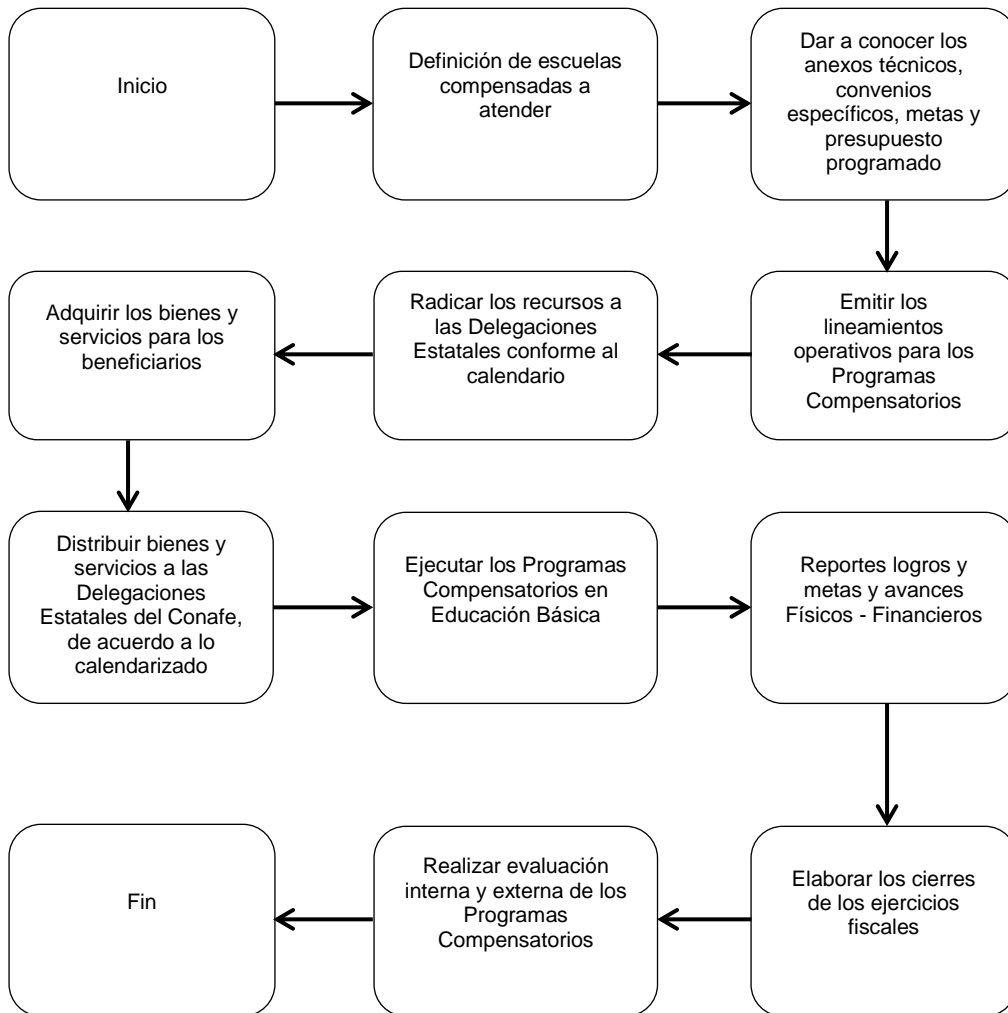 Inicio
Definición de escuelas
compensadas a
atender
Dar a conocer los
anexos técnicos,
convenios
específicos, metas y
presupuesto
programado
Emitir los
lineamientos
operativos para los
Programas
Compensatorios
Radicar los recursos a
las Delegaciones
Estatales conforme al
calendario
Adquirir los bienes y
servicios para los
beneficiarios
Distribuir bienes y
servicios a las
Delegaciones
Estatales del Conafe,
de acuerdo a lo
calendarizado
Ejecutar los Programas
Compensatorios en
Educación Básica
Reportes logros y
metas y avances
Físicos - Financieros
Elaborar los cierres
de los ejercicios
fiscales
Realizar evaluación
interna y externa de los
Programas
Compensatorios
Fin